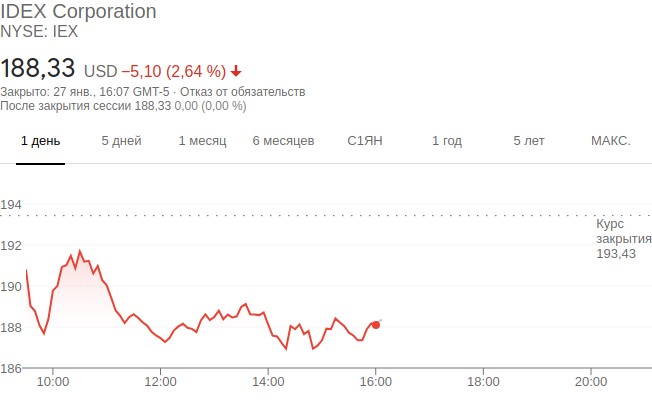 IDEX Corporation
NYSE: IEX
188,33 USD −5,10 (2,64 %)
Закрыто: 27 янв., 16:07 GMT-5 · Отказ от обязательств
После закрытия сессии 188,33 0,00 (0,00 %)
1 день 5 дней 1 месяц 6 месяцев С1ЯН 1 год 5 лет МАКС.
194
Курс
закрытия
193,43
192
190
188
186
10:00 12:00 14:00 16:00 18:00 20:00